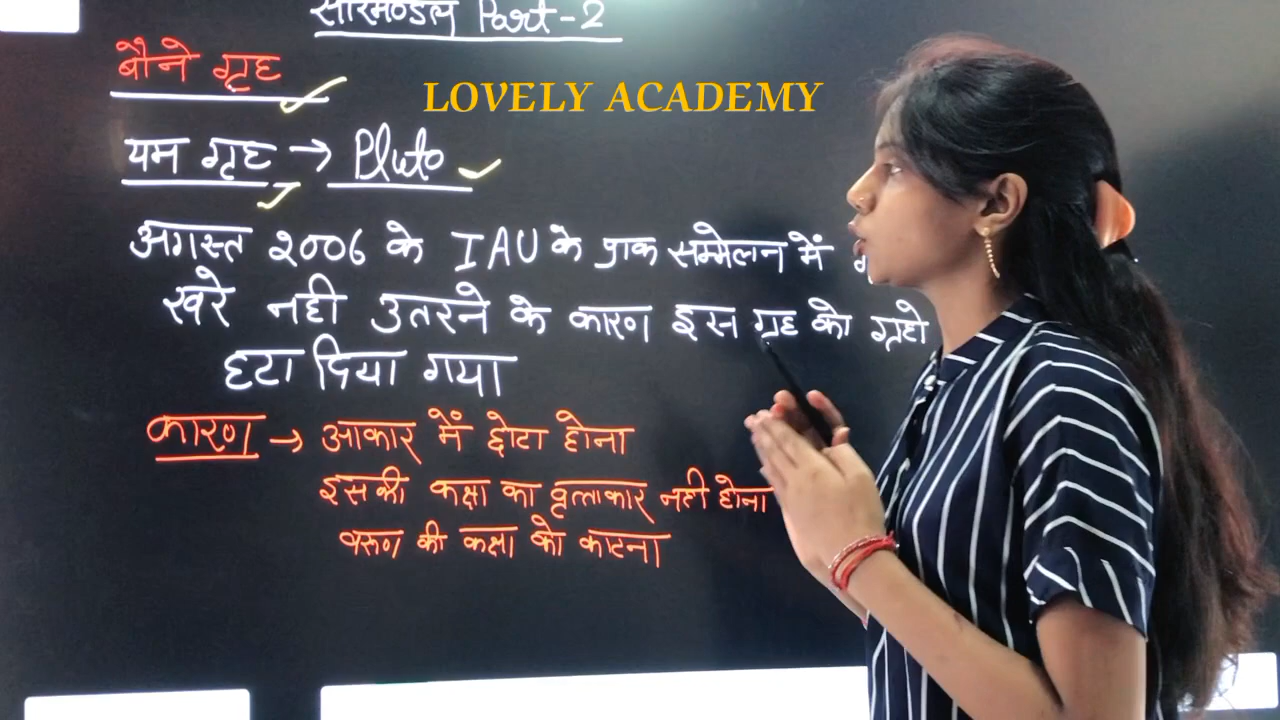 सौरमण्डल Part-2
बौने ग्रह
LOVELY ACADEMY
यम ग्रह → Pluto
अगस्त 2006 के IAU के प्राक सम्मेलन में
खरे नही उतरने के कारण इस ग्रह को ग्रहो
हटा दिया गया
कारण → आकार में छोटा होना
इसकी कक्षा का वृत्ताकार नही होना
वरुण की कक्षा को काटना